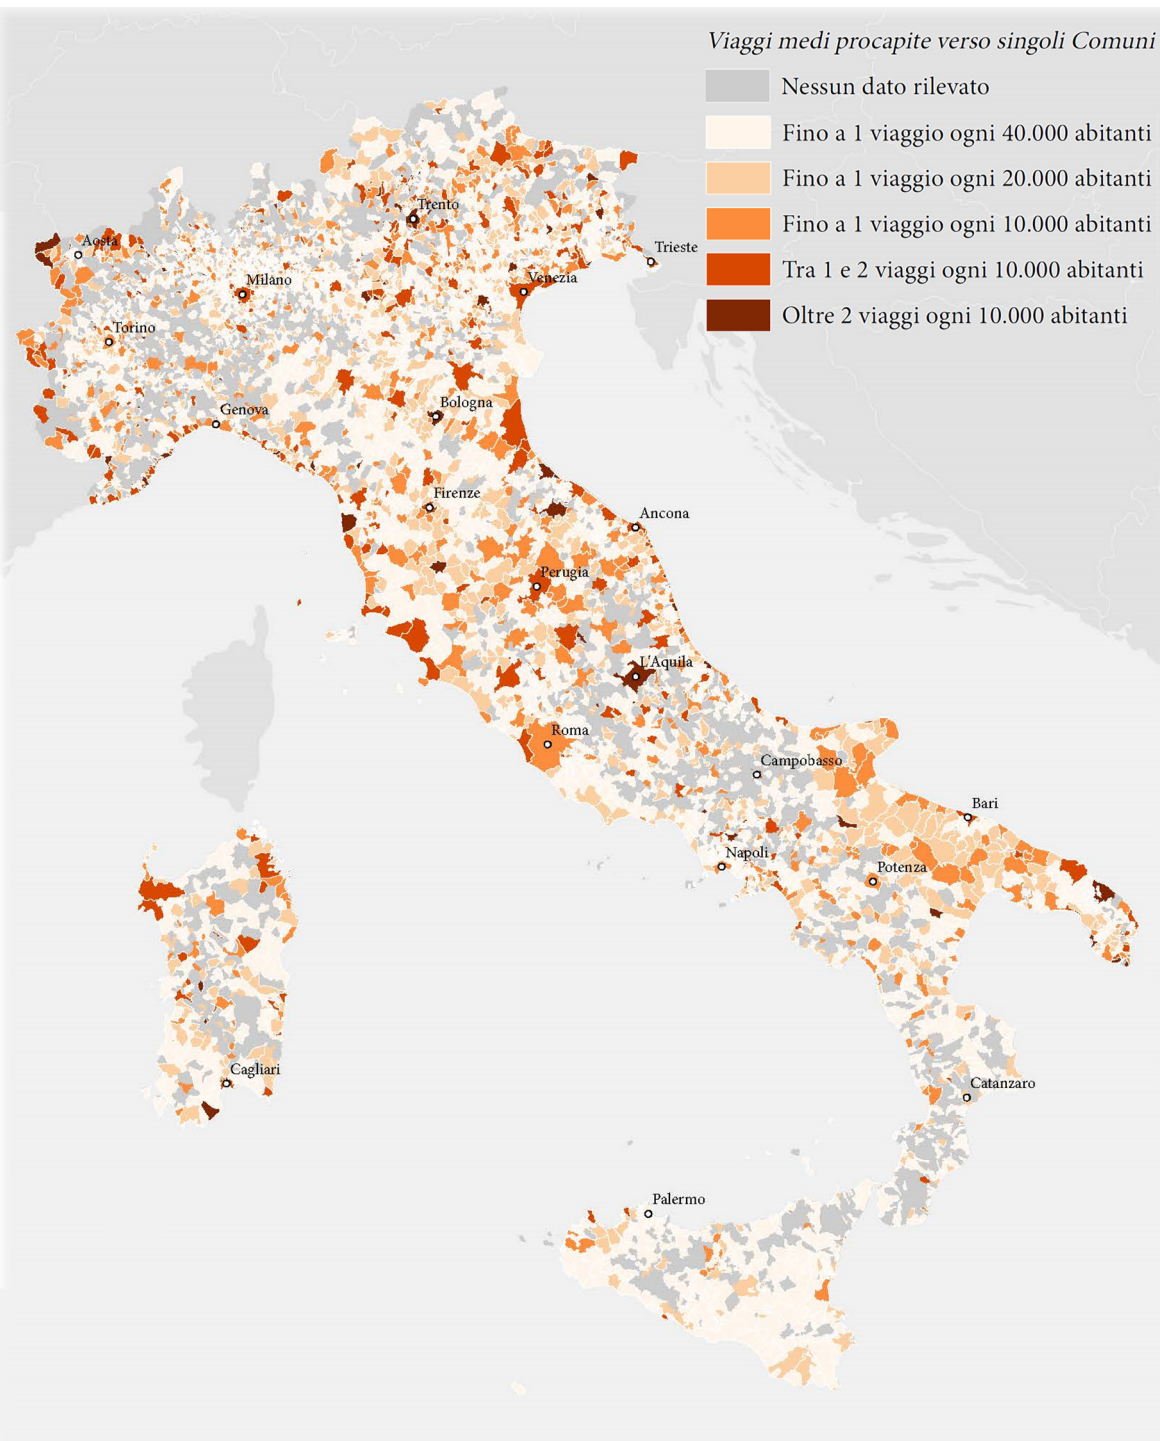 Viaggi medi procapite verso singoli Comuni
Nessun dato rilevato
Fino a 1 viaggio ogni 40.000 abitanti
Fino a 1 viaggio ogni 20.000 abitanti
Fino a 1 viaggio ogni 10.000 abitanti
Tra 1 e 2 viaggi ogni 10.000 abitanti
Oltre 2 viaggi ogni 10.000 abitanti
Trento
Aosta
Trieste
Milano
Venezia
Torino
Bologna
Genova
Firenze
Ancona
Perugia
L'Aquila
Roma
Campobasso
Bari
Napoli
Potenza
Cagliari
Catanzaro
Palermo